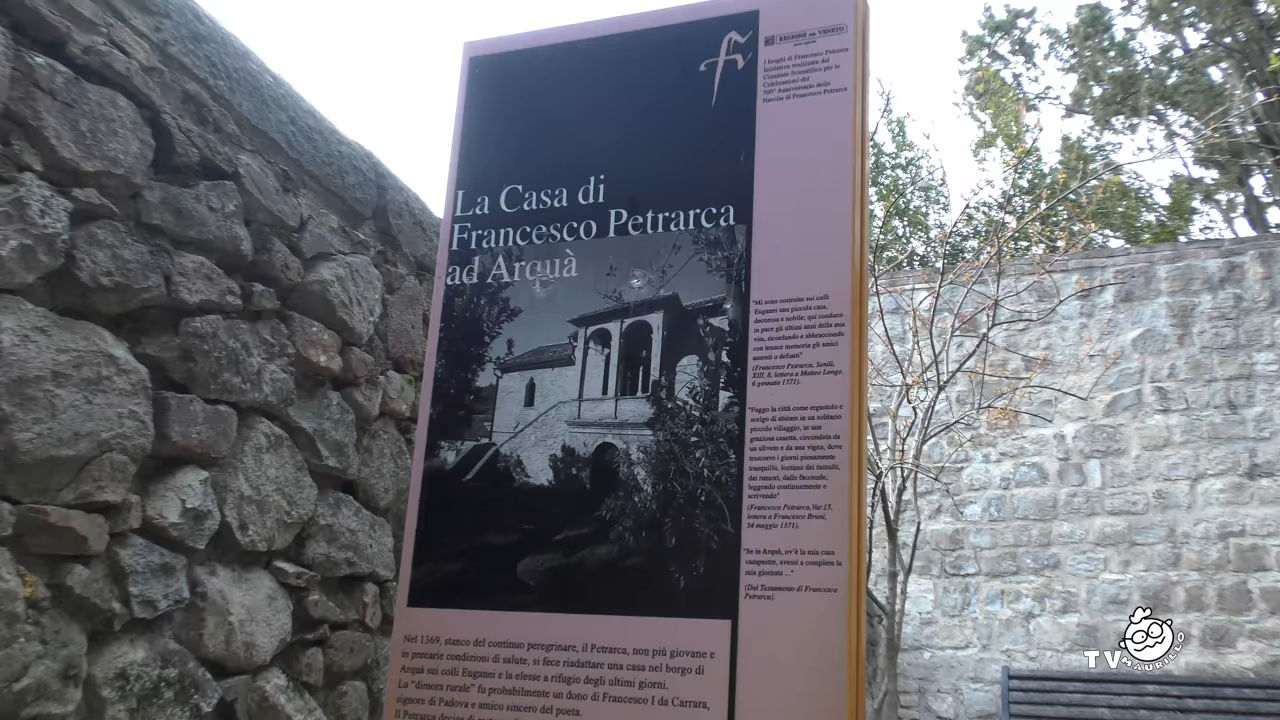 REGIONE DEL VENETO
I luoghi di Francesco Petrarca
Iniziativa realizzata dal
Comitato Scientifico per le
Celebrazioni del
700° Anniversario della
Nascita di Francesco Petrarca
La Casa di
Francesco Petrarca
ad Arquà
"Mi sono costruito sui colli
Euganei una piccola casa,
decorosa e nobile; qui conduco
in pace gli ultimi anni della mia
vita, ricordando e abbracciando
con tenace memoria gli amici
assenti o defunti"
(Francesco Petrarca, Senili,
XIII, 8, lettera a Matteo Longo,
6 gennaio 1371).
"Fuggo la città come ergastolo e
scelgo di abitare in un solitario
piccolo villaggio, in una
graziosa casetta, circondata da
un uliveto e da una vigna, dove
trascorro i giorni pienamente
tranquillo, lontano dai tumulti,
dai rumori, dalle faccende,
leggendo continuamente e
scrivendo"
(Francesco Petrarca, Var.15,
lettera a Francesco Bruni,
24 maggio 1371).
"Se in Arquà, ov'è la mia casa
campestre, avessi a compiere la
mia giornata ..."
(Dal Testamento di Francesco
Petrarca).
Nel 1369, stanco del continuo peregrinare, il Petrarca, non più giovane e
in precarie condizioni di salute, si fece riadattare una casa nel borgo di
Arquà sui colli Euganei e la elesse a rifugio degli ultimi giorni.
La "dimora rurale" fu probabilmente un dono di Francesco I da Carrara,
signore di Padova e amico sincero del poeta.
Il Petrarca decise di
TV MAURILLO